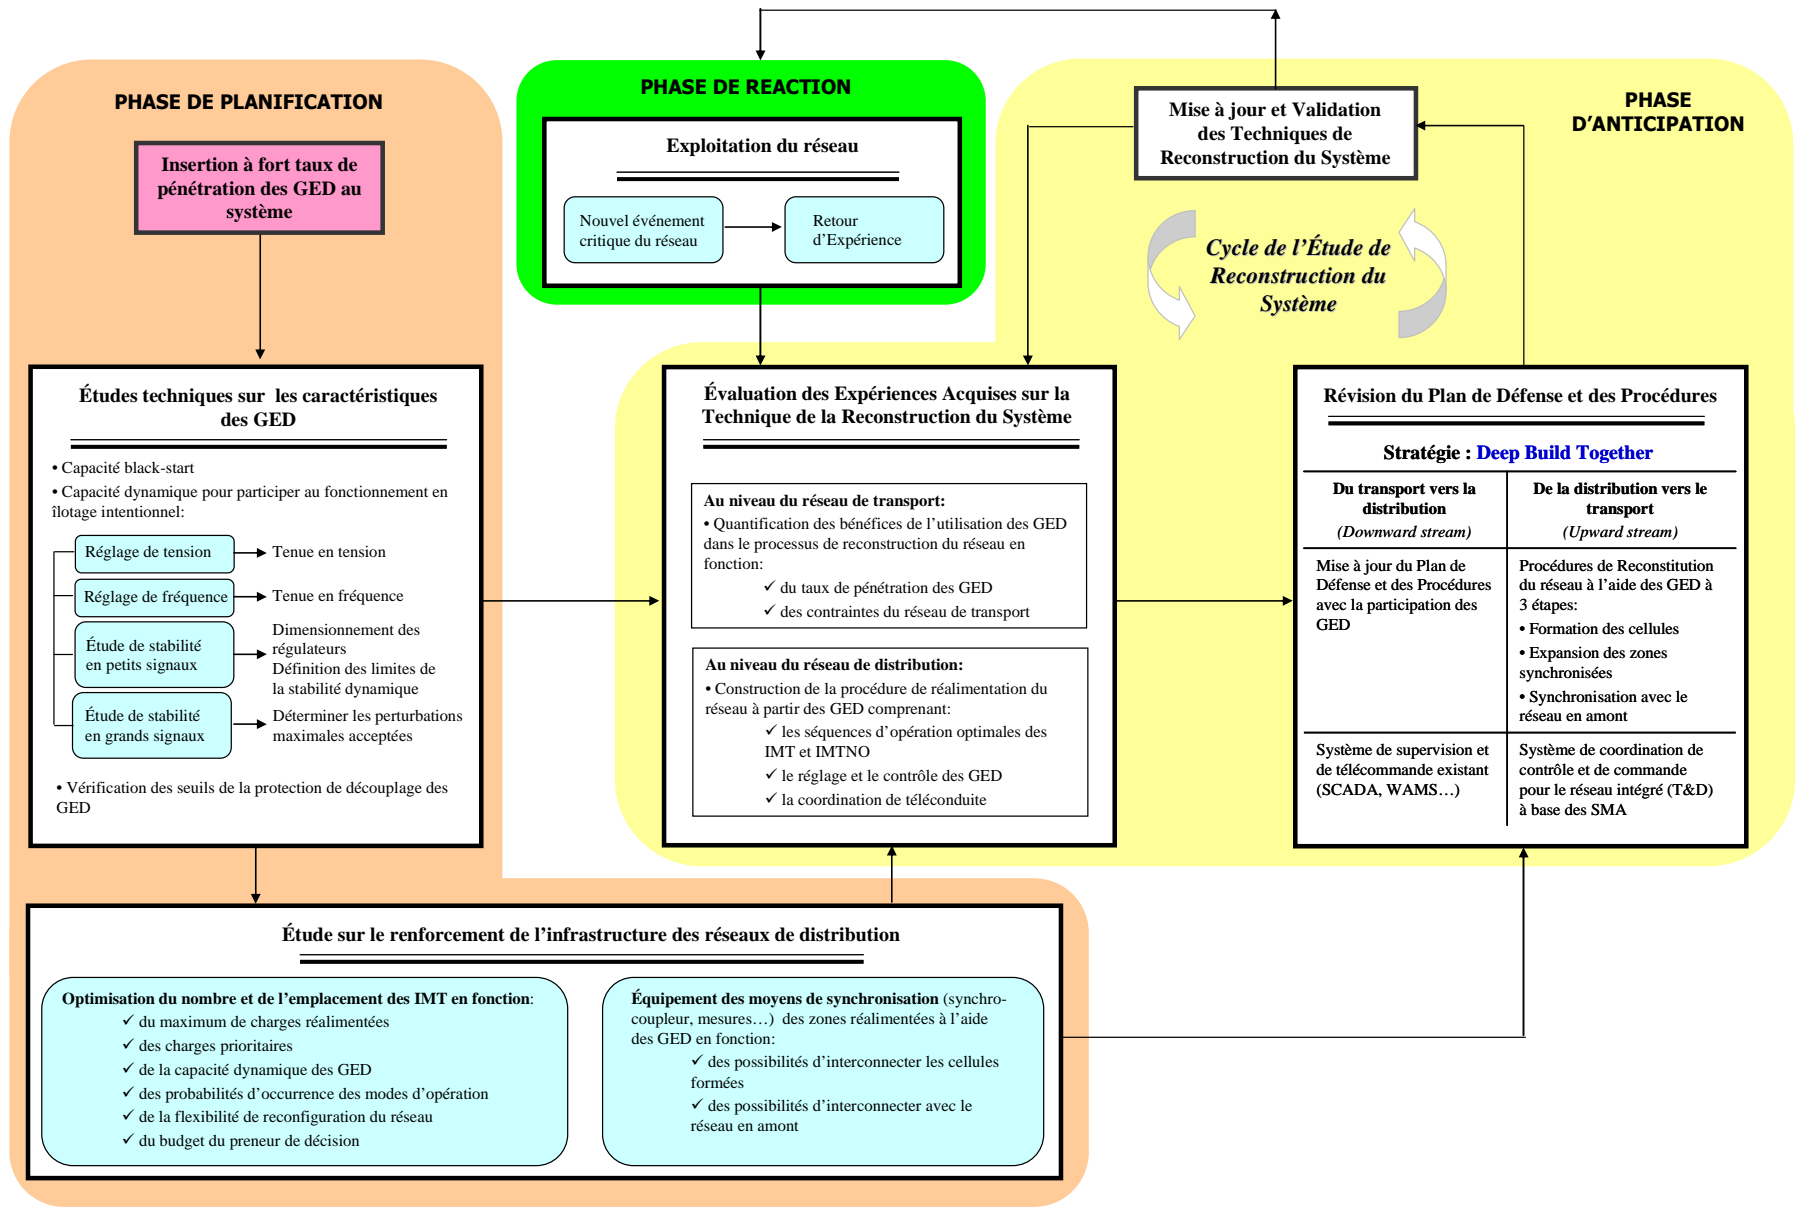 PHASE DE PLANIFICATION
Insertion à fort taux de
pénétration des GED au
système
Études techniques sur les caractéristiques
des GED
• Capacité black-start
• Capacité dynamique pour participer au fonctionnement en
îlotage intentionnel:
Réglage de tension
Tenue en tension
Réglage de fréquence
Tenue en fréquence
Étude de stabilité
en petits signaux
Dimensionnement des
régulateurs
Définition des limites de
la stabilité dynamique
Étude de stabilité
en grands signaux
Déterminer les perturbations
maximales acceptées
• Vérification des seuils de la protection de découplage des
GED
PHASE DE REACTION
Exploitation du réseau
Nouvel événement
critique du réseau
Retour
d’Expérience
PHASE
D’ANTICIPATION
Mise à jour et Validation
des Techniques de
Reconstruction du Système
Cycle de l’Étude de
Reconstruction du
Système
Évaluation des Expériences Acquises sur la
Technique de la Reconstruction du Système
Au niveau du réseau de transport:
• Quantification des bénéfices de l’utilisation des GED
dans le processus de reconstruction du réseau en
fonction:
✓ du taux de pénétration des GED
✓ des contraintes du réseau de transport
Au niveau du réseau de distribution:
• Construction de la procédure de réalimentation du
réseau à partir des GED comprenant:
✓ les séquences d’opération optimales des
IMT et IMTNO
✓ le réglage et le contrôle des GED
✓ la coordination de téléconduite
Révision du Plan de Défense et des Procédures
Stratégie : Deep Build Together
Du transport vers la
distribution
(Downward stream)
De la distribution vers le
transport
(Upward stream)
Mise à jour du Plan de
Défense et des Procédures
avec la participation des
GED
Procédures de Reconstitution
du réseau à l’aide des GED à
3 étapes:
• Formation des cellules
• Expansion des zones
synchronisées
• Synchronisation avec le
réseau en amont
Système de supervision et
de télécommande existant
(SCADA, WAMS…)
Système de coordination de
contrôle et de commande
pour le réseau intégré (T&D)
à base des SMA
Étude sur le renforcement de l’infrastructure des réseaux de distribution
Optimisation du nombre et de l’emplacement des IMT en fonction:
✓ du maximum de charges réalimentées
✓ des charges prioritaires
✓ de la capacité dynamique des GED
✓ des probabilités d’occurrence des modes d’opération
✓ de la flexibilité de reconfiguration du réseau
✓ du budget du preneur de décision
Équipement des moyens de synchronisation (synchro-
coupleur, mesures…) des zones réalimentées à l’aide
des GED en fonction:
✓ des possibilités d’interconnecter les cellules
formées
✓ des possibilités d’interconnecter avec le
réseau en amont